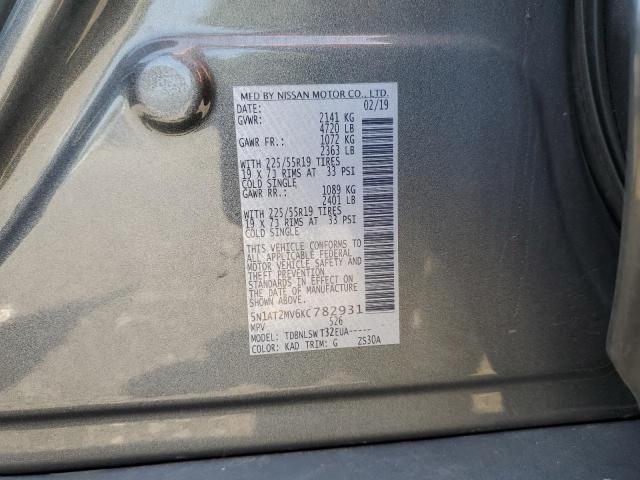 MFD BY NISSAN MOTOR CO., LTD.
DATE: 02/19
GVWR: 2141 KG
4720 LB
GAWR FR.: 1072 KG
2363 LB
WITH 225/55R19 TIRES
19 X 7J RIMS AT 33 PSI
COLD SINGLE
GAWR RR.: 1089 KG
2401 LB
WITH 225/55R19 TIRES
19 X 7J RIMS AT 33 PSI
COLD SINGLE
THIS VEHICLE CONFORMS TO
ALL APPLICABLE FEDERAL
MOTOR VEHICLE SAFETY AND
THEFT PREVENTION
STANDARDS IN EFFECT ON
THE DATE OF MANUFACTURE
SHOWN ABOVE.
5N1AT2MV6KC782931
MPV 526
MODEL: TDBNLSW T32EUA-----
COLOR: KAD TRIM: G ZS30A